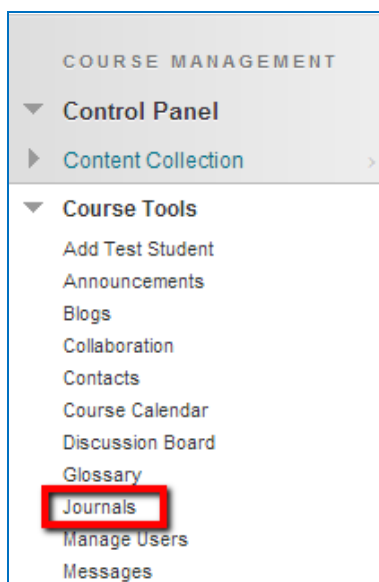 COURSE MANAGEMENT
Control Panel
Content Collection
Course Tools
Add Test Student
Announcements
Blogs
Collaboration
Contacts
Course Calendar
Discussion Board
Glossary
Journals
Manage Users
Messages